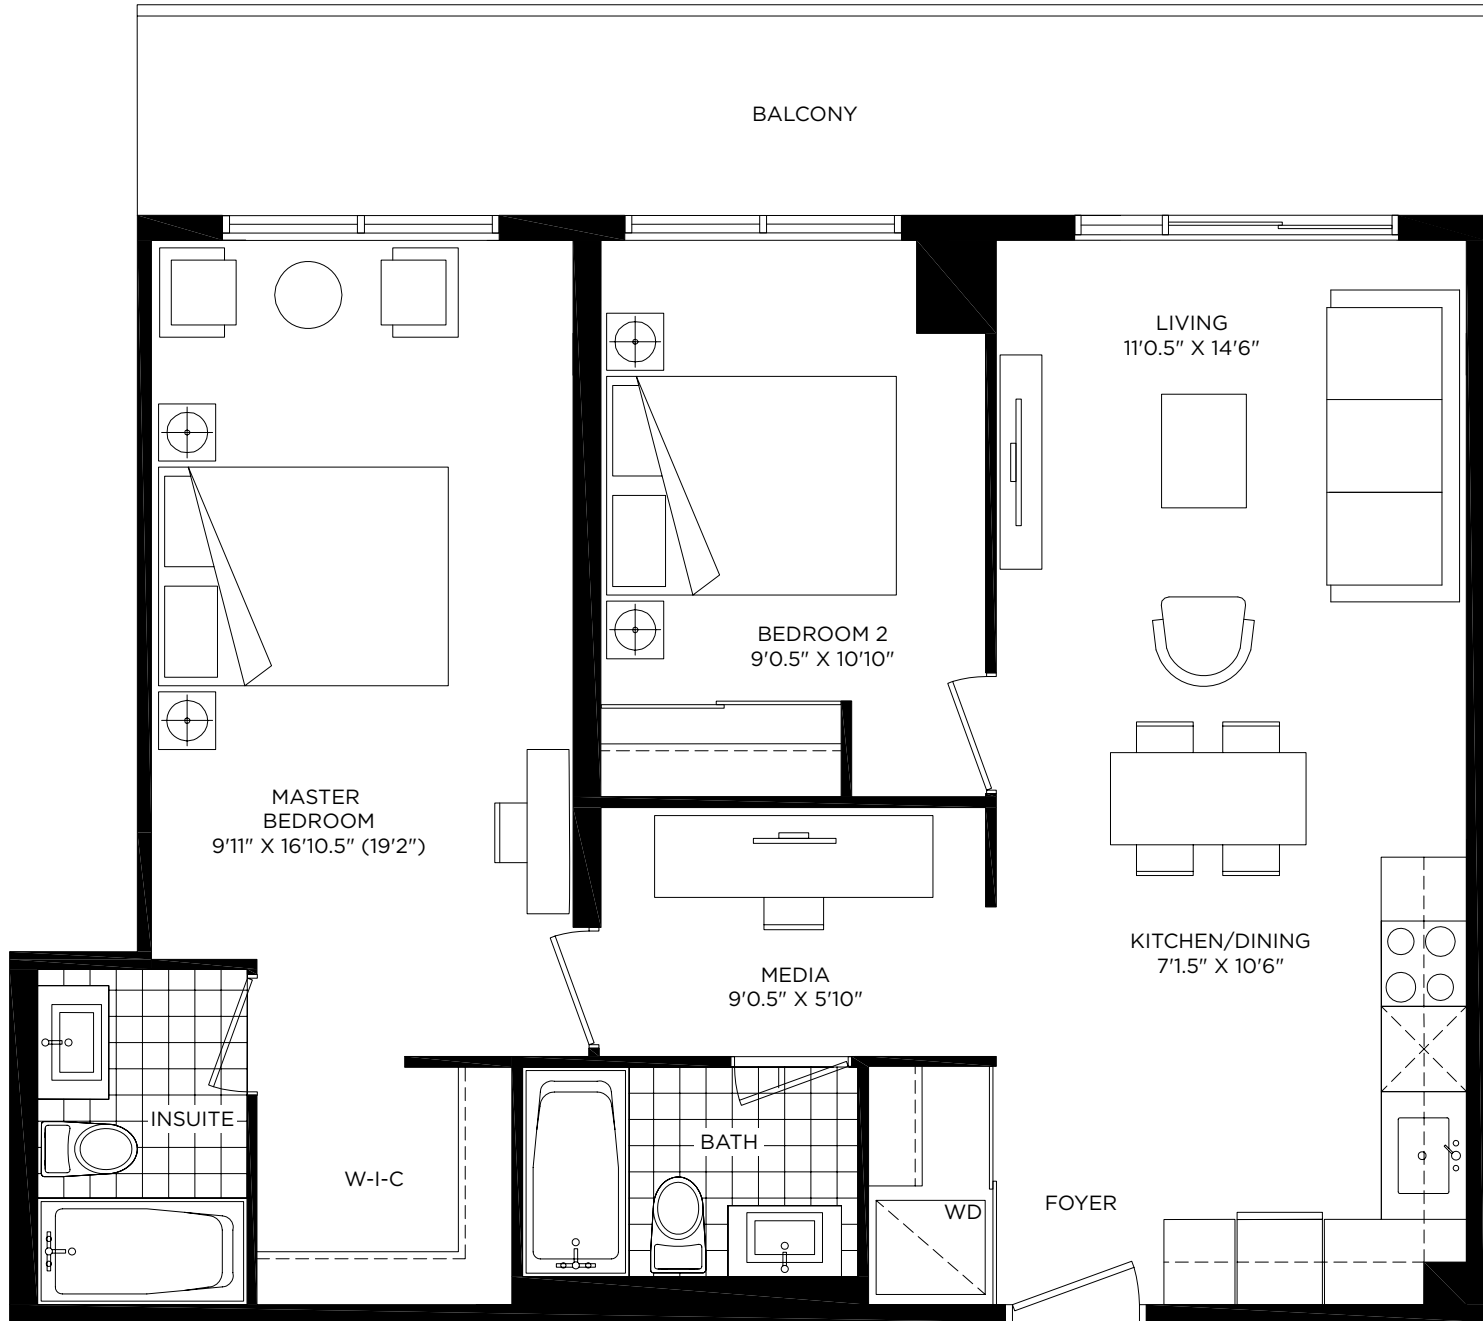 BALCONY
LIVING
11'0.5" X 14'6"
BEDROOM 2
9'0.5" X 10'10"
MASTER
BEDROOM
9'11" X 16'10.5" (19'2")
KITCHEN/DINING
7'1.5" X 10'6"
MEDIA
9'0.5" X 5'10"
INSUITE
BATH
W-I-C
WD
FOYER